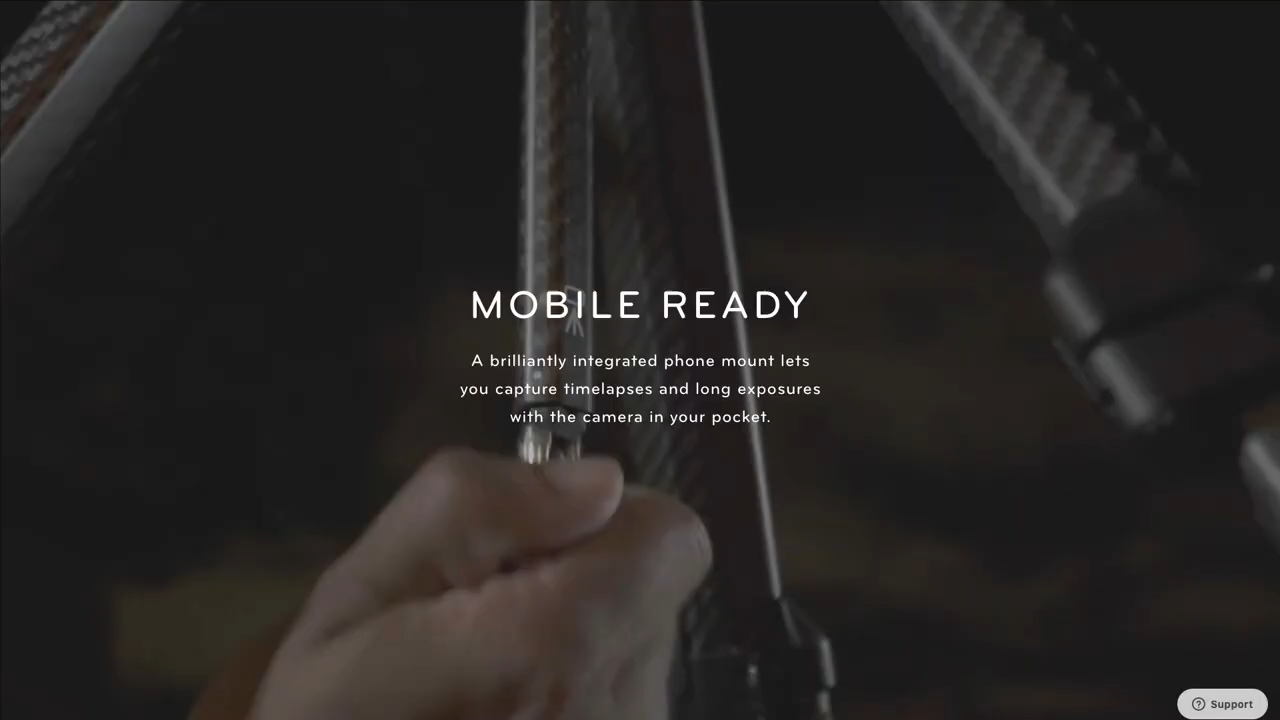 MOBILE READY
A brilliantly integrated phone mount lets
you capture timelapses and long exposures
with the camera in your pocket.
Support